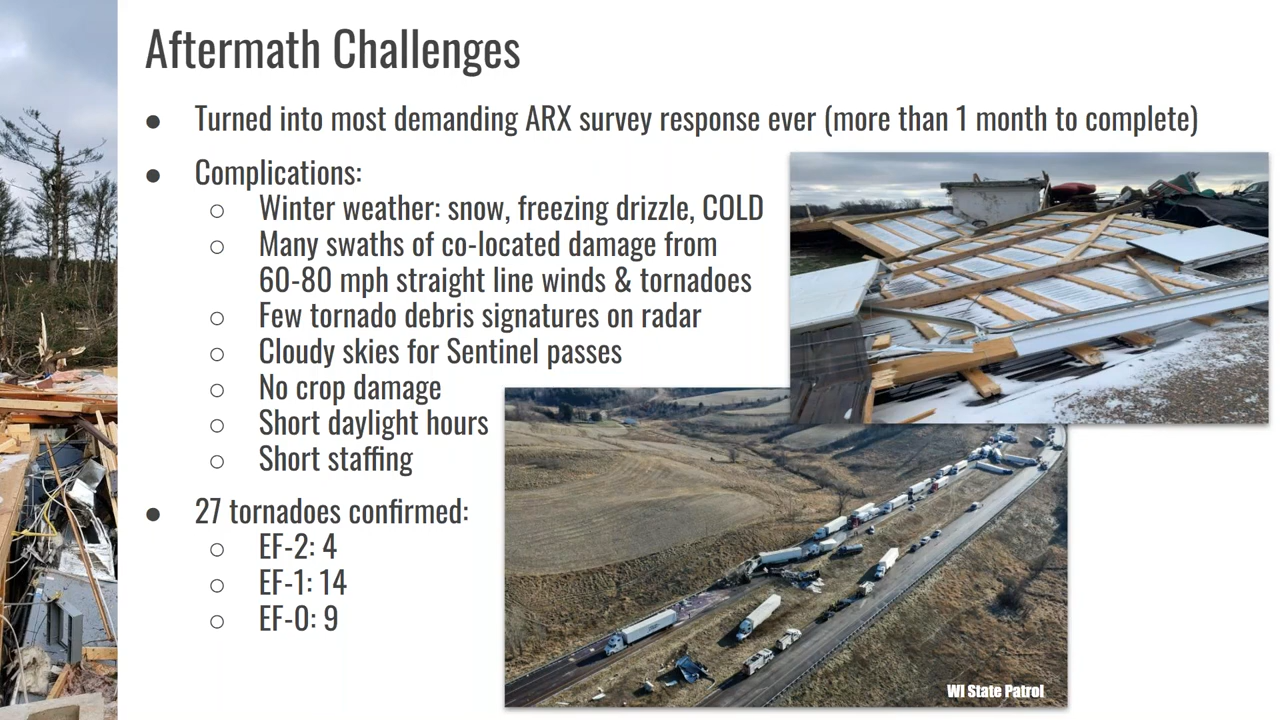 Aftermath Challenges
● Turned into most demanding ARX survey response ever (more than 1 month to complete)
● Complications:
○ Winter weather: snow, freezing drizzle, COLD
○ Many swaths of co-located damage from
60-80 mph straight line winds & tornadoes
○ Few tornado debris signatures on radar
○ Cloudy skies for Sentinel passes
○ No crop damage
○ Short daylight hours
○ Short staffing
● 27 tornadoes confirmed:
○ EF-2: 4
○ EF-1: 14
○ EF-0: 9
WI State Patrol